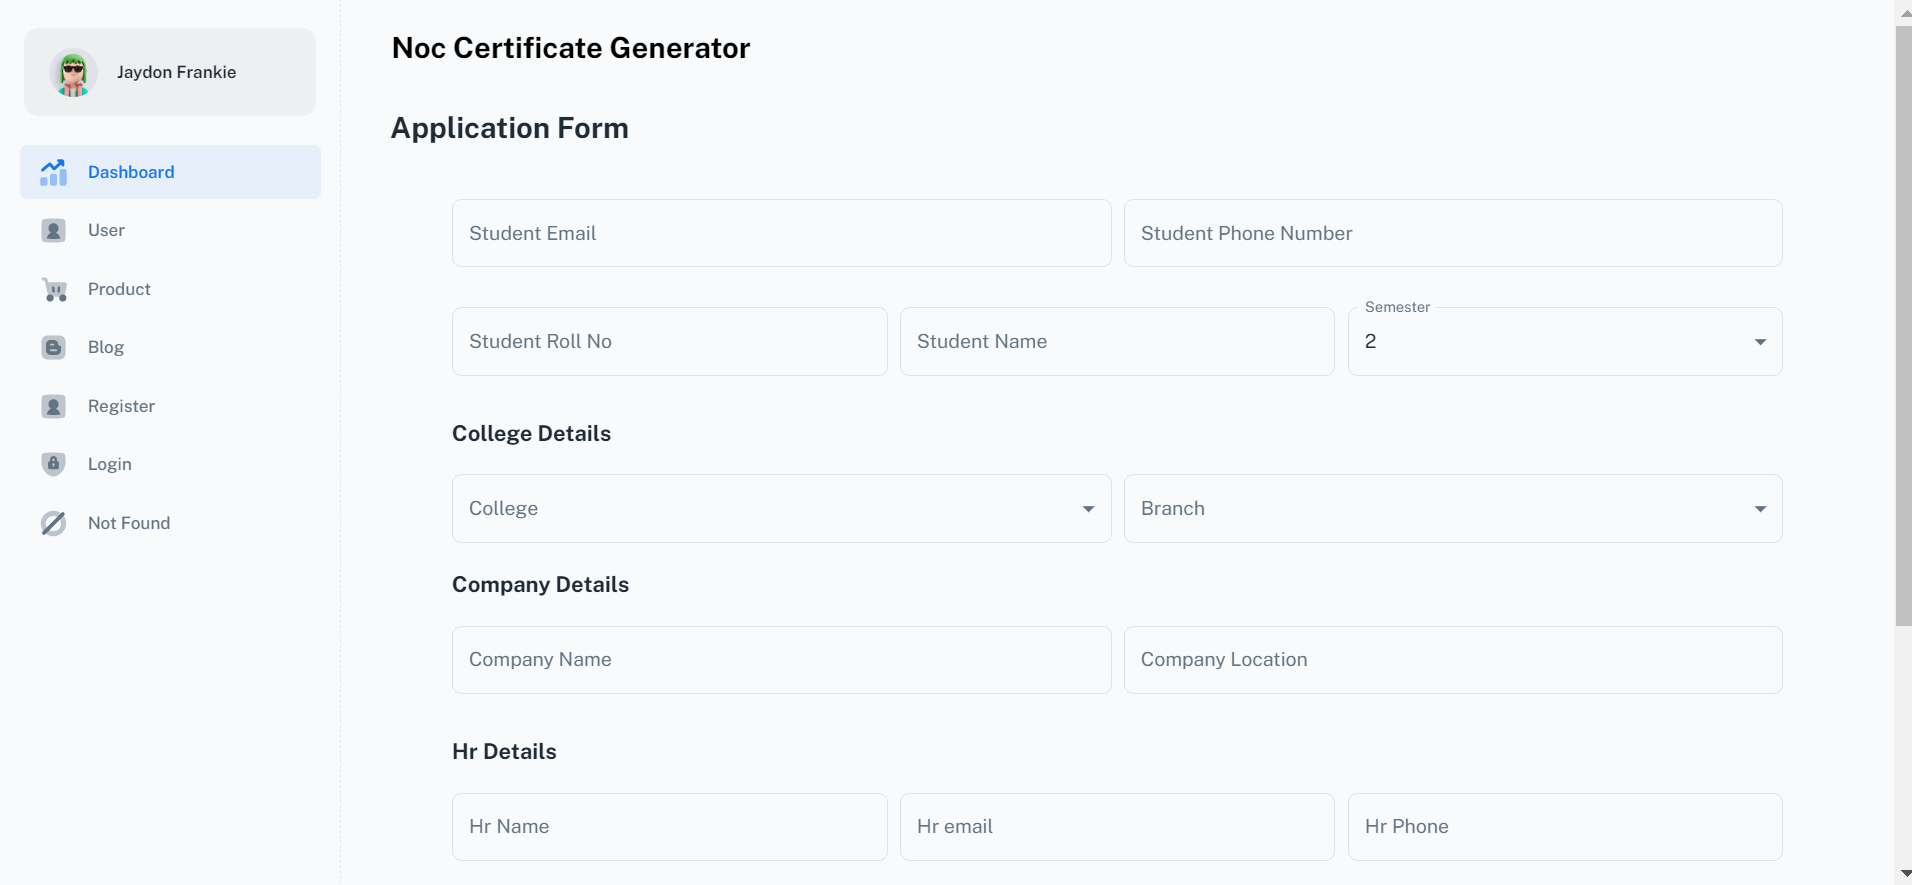 Jaydon Frankie
Dashboard
User
Product
Blog
Register
Login
Not Found
Noc Certificate Generator
Application Form
Student Email
Student Phone Number
Student Roll No
Student Name
Semester
2
College Details
College
Branch
Company Details
Company Name
Company Location
Hr Details
Hr Name
Hr email
Hr Phone